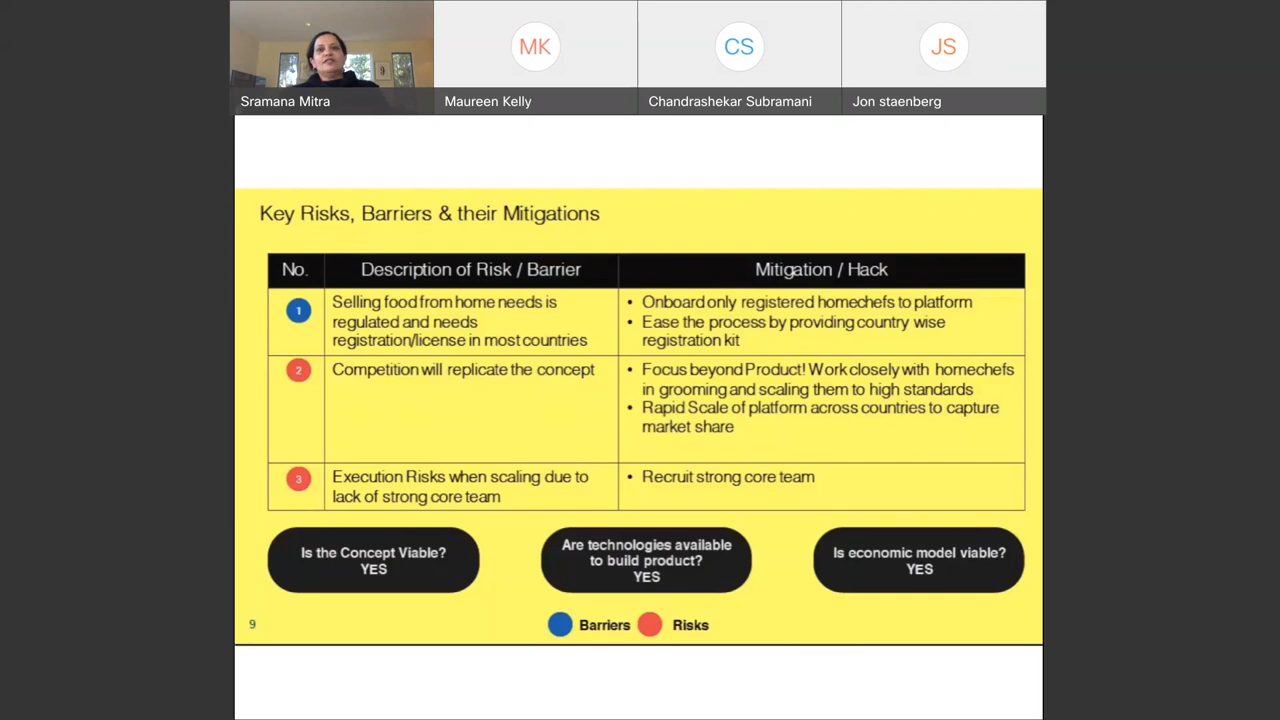 MK
CS
JS
Sramana Mitra
Maureen Kelly
Chandrashekar Subramani
Jon staenberg
Key Risks, Barriers & their Mitigations
No.
Description of Risk / Barrier
Mitigation / Hack
1
Selling food from home needs is
regulated and needs
registration/license in most countries
• Onboard only registered homechefs to platform
• Ease the process by providing country wise
registration kit
2
Competition will replicate the concept
• Focus beyond Product! Work closely with homechefs
in grooming and scaling them to high standards
• Rapid Scale of platform across countries to capture
market share
3
Execution Risks when scaling due to
lack of strong core team
• Recruit strong core team
Is the Concept Viable?
YES
Are technologies available
to build product?
YES
Is economic model viable?
YES
9
Barriers
Risks